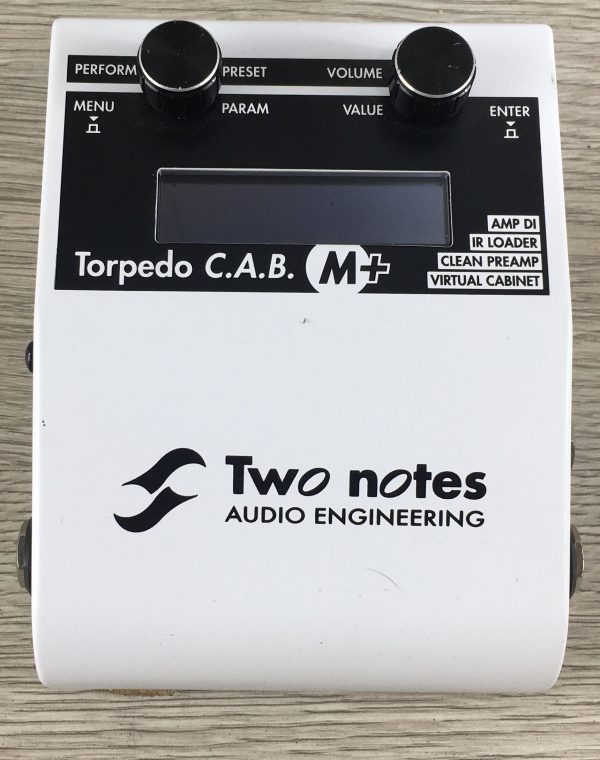 PERFORM PRESET VOLUME
MENU PARAM VALUE ENTER
AMP DI
IR LOADER
CLEAN PREAMP
VIRTUAL CABINET
Torpedo C.A.B. M+
Two notes
AUDIO ENGINEERING